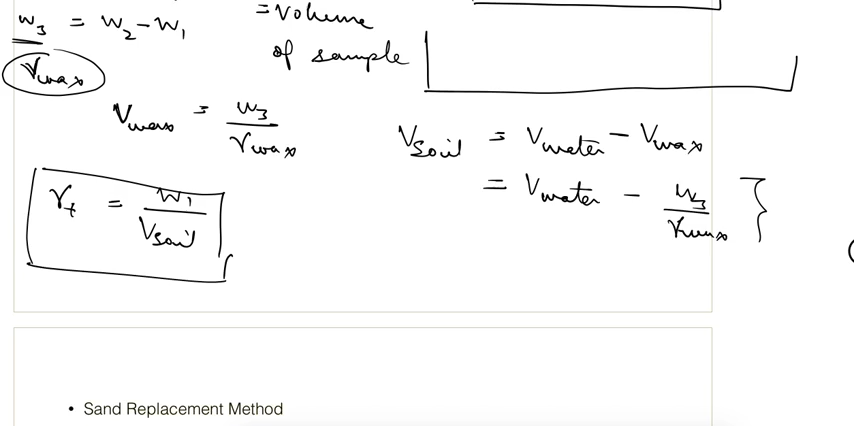 W₃ = W₂ - W₁
= Volume
of sample
γwax
Vwax = W₃ / γwax
Vsoil = Vwater - Vwax
= Vwater - W₃ / γwax
γt = W₁ / Vsoil
• Sand Replacement Method